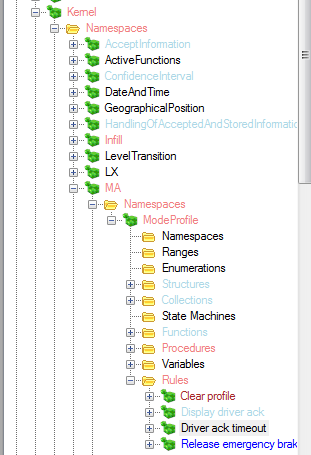 Kernel
Namespaces
AcceptInformation
ActiveFunctions
ConfidenceInterval
DateAndTime
GeographicalPosition
HandlingOfAcceptedAndStoredInformatic
Infill
LevelTransition
LX
MA
Namespaces
ModeProfile
Namespaces
Ranges
Enumerations
Structures
Collections
State Machines
Functions
Procedures
Variables
Rules
Clear profile
Display driver ack
Driver ack timeout
Release emergency brak